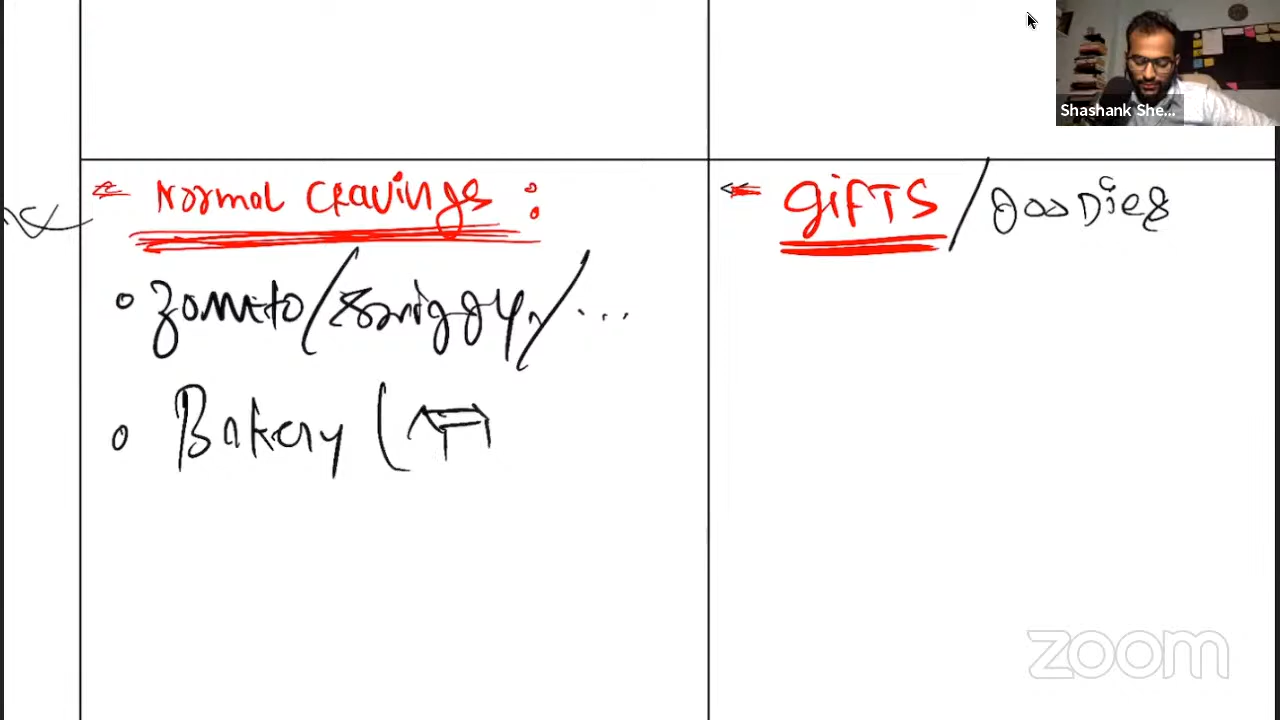 Shashank She...
Normal Cravings :
GiFTS / GooDies
Zomato/Swiggy/...
Bakery (
zoom